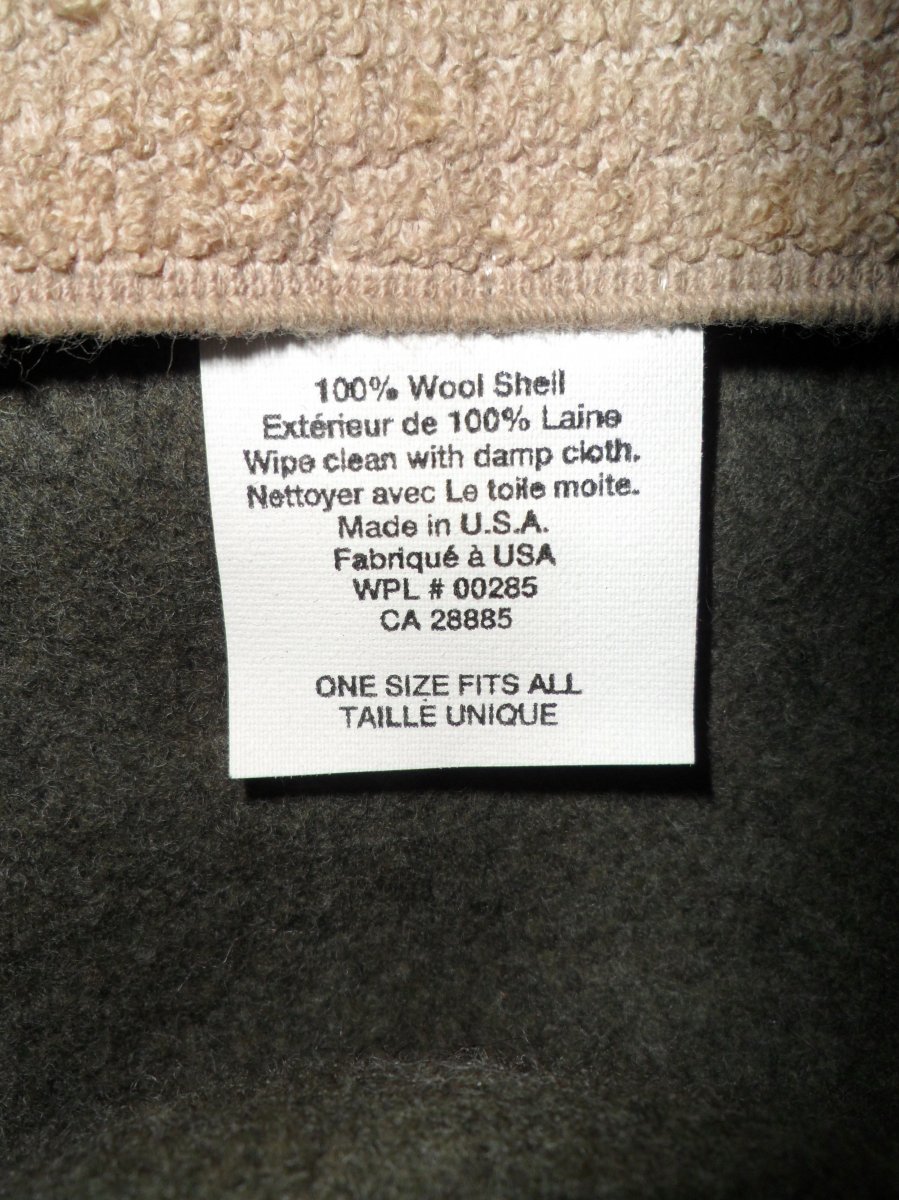 100% Wool Shell
Extérieur de 100% Laine
Wipe clean with damp cloth.
Nettoyer avec Le toile moite.
Made in U.S.A.
Fabriqué à USA
WPL # 00285
CA 28885
ONE SIZE FITS ALL
TAILLE UNIQUE